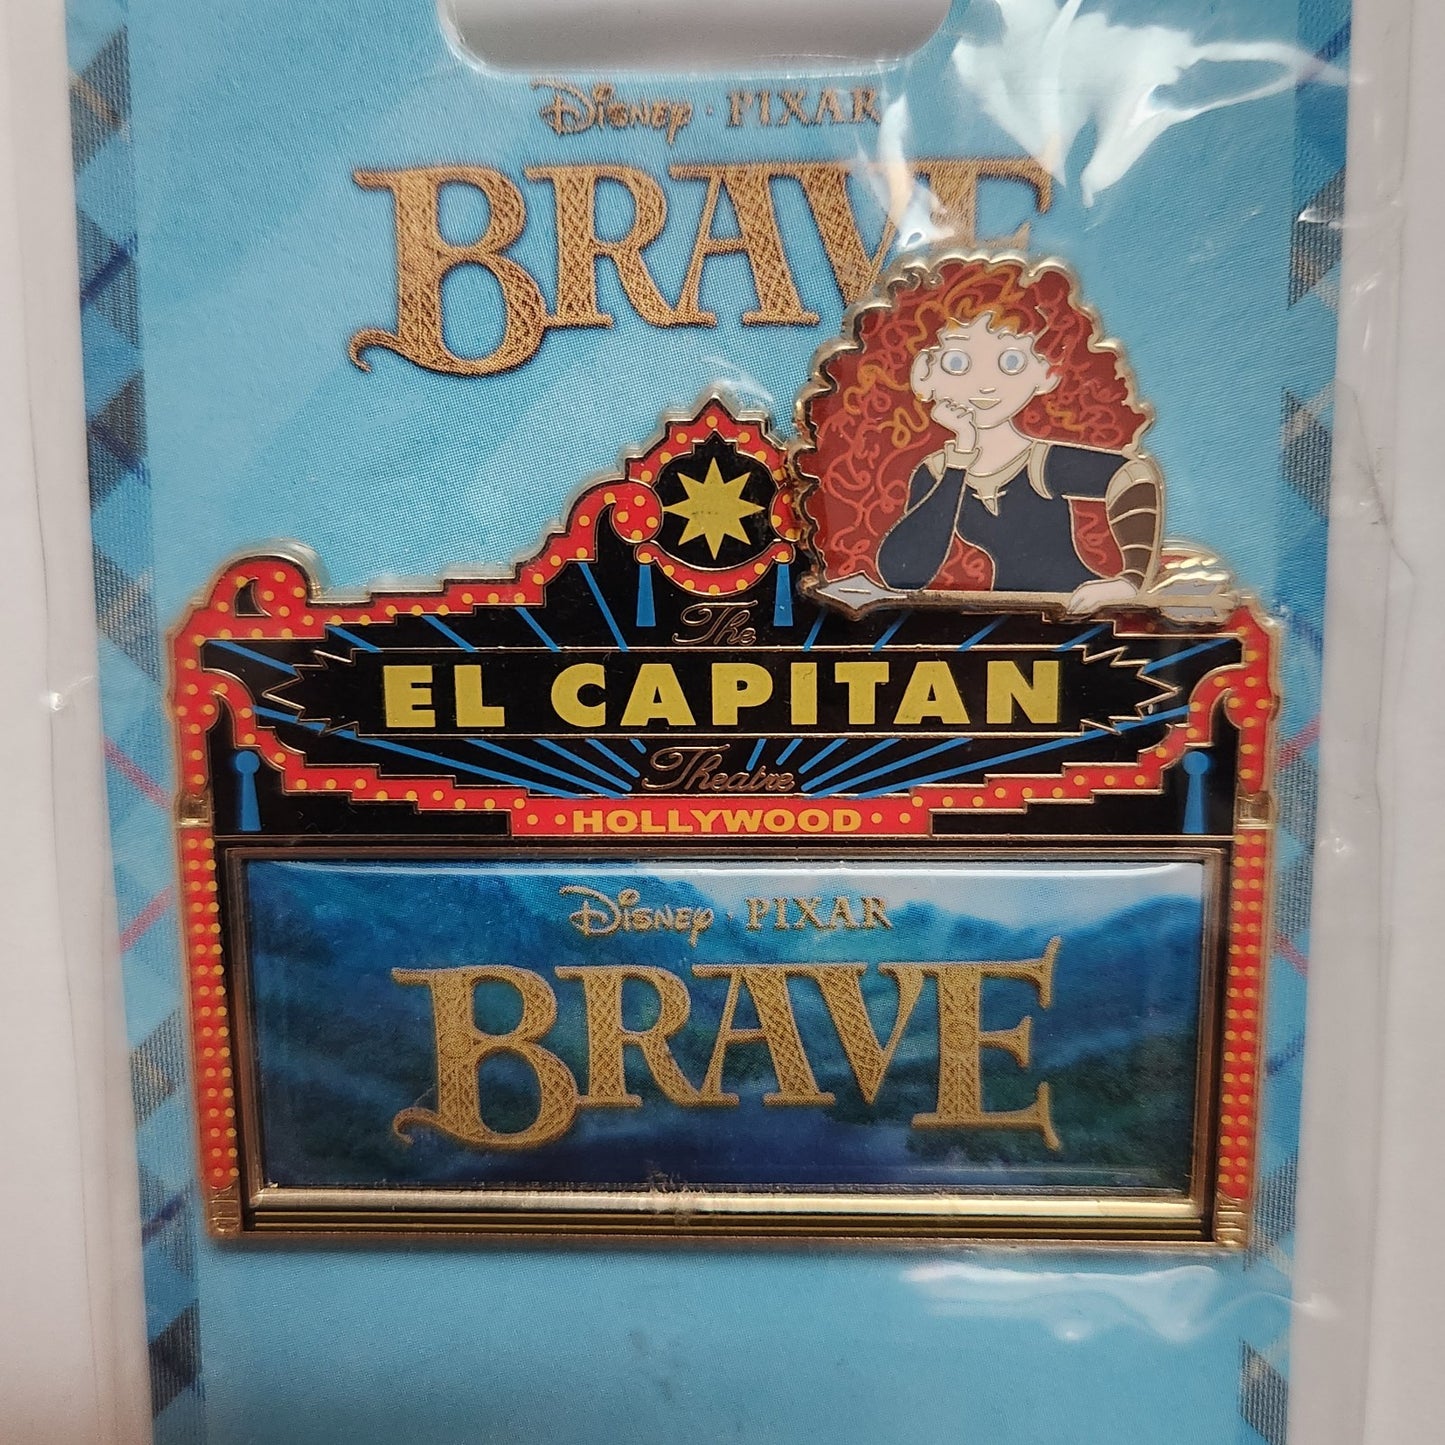 Disney · PIXAR
BRAVE
The
EL CAPITAN
Theatre
· · HOLLYWOOD · ·
Disney · PIXAR
BRAVE